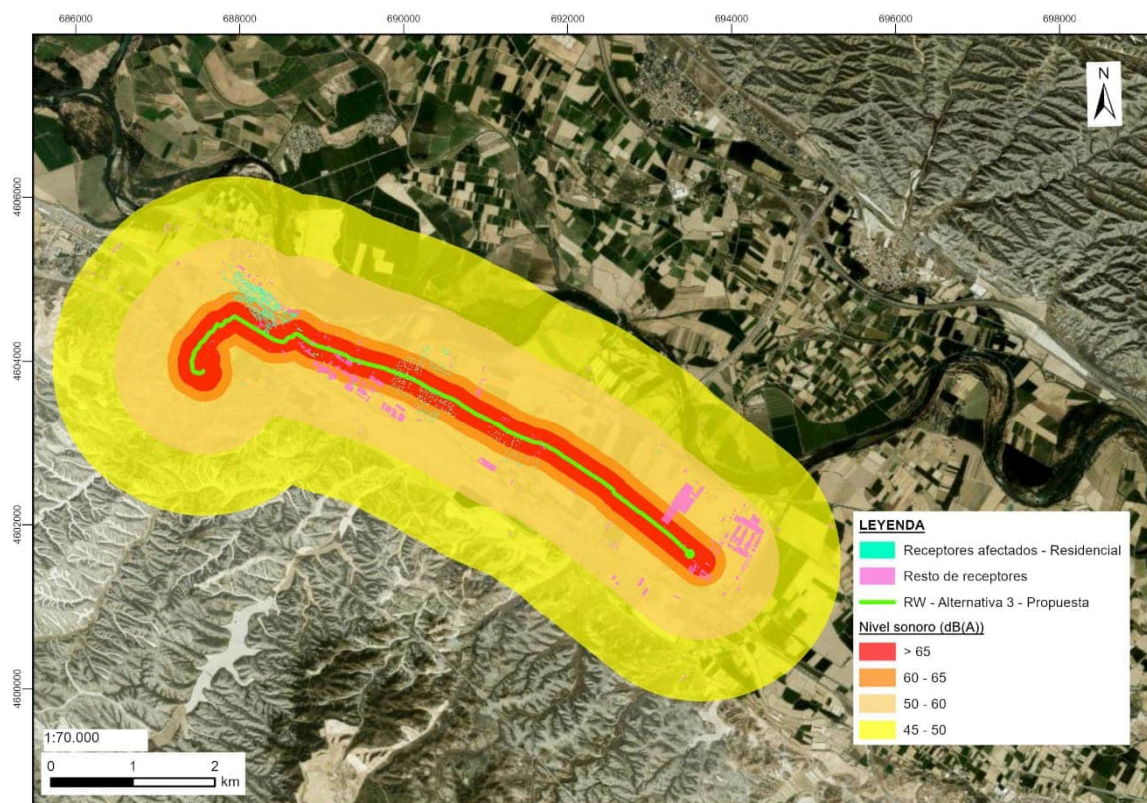 686000 688000 690000 692000 694000 696000 698000
N
4606000
4604000
4602000
4600000
LEYENDA
Receptores afectados - Residencial
Resto de receptores
RW - Alternativa 3 - Propuesta
Nivel sonoro (dB(A))
> 65
60 - 65
50 - 60
45 - 50
1:70.000
0 1 2
km